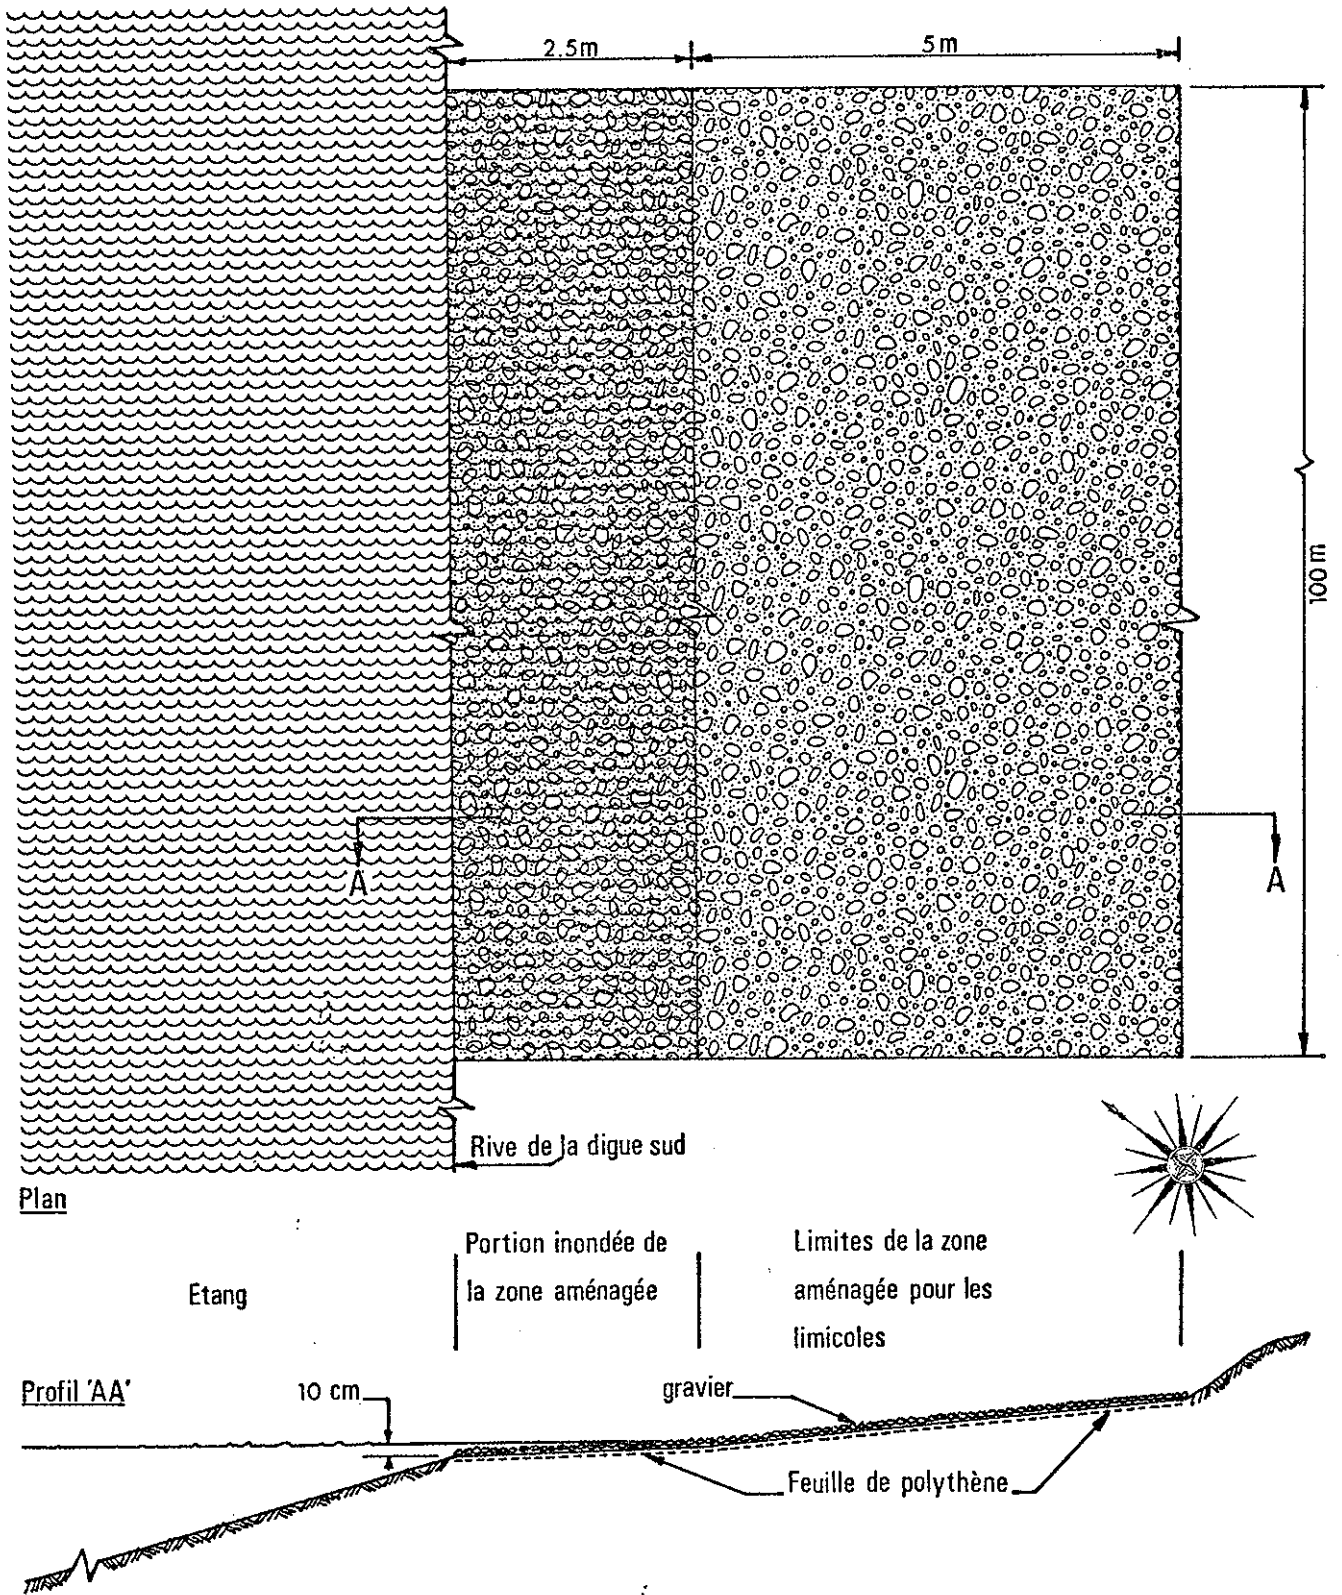 2.5m
5m
100 m
A
A
Rive de la digue sud
Plan
Etang
Portion inondée de
la zone aménagée
Limites de la zone
aménagée pour les
limicoles
Profil 'AA'
10 cm
gravier
Feuille de polythène